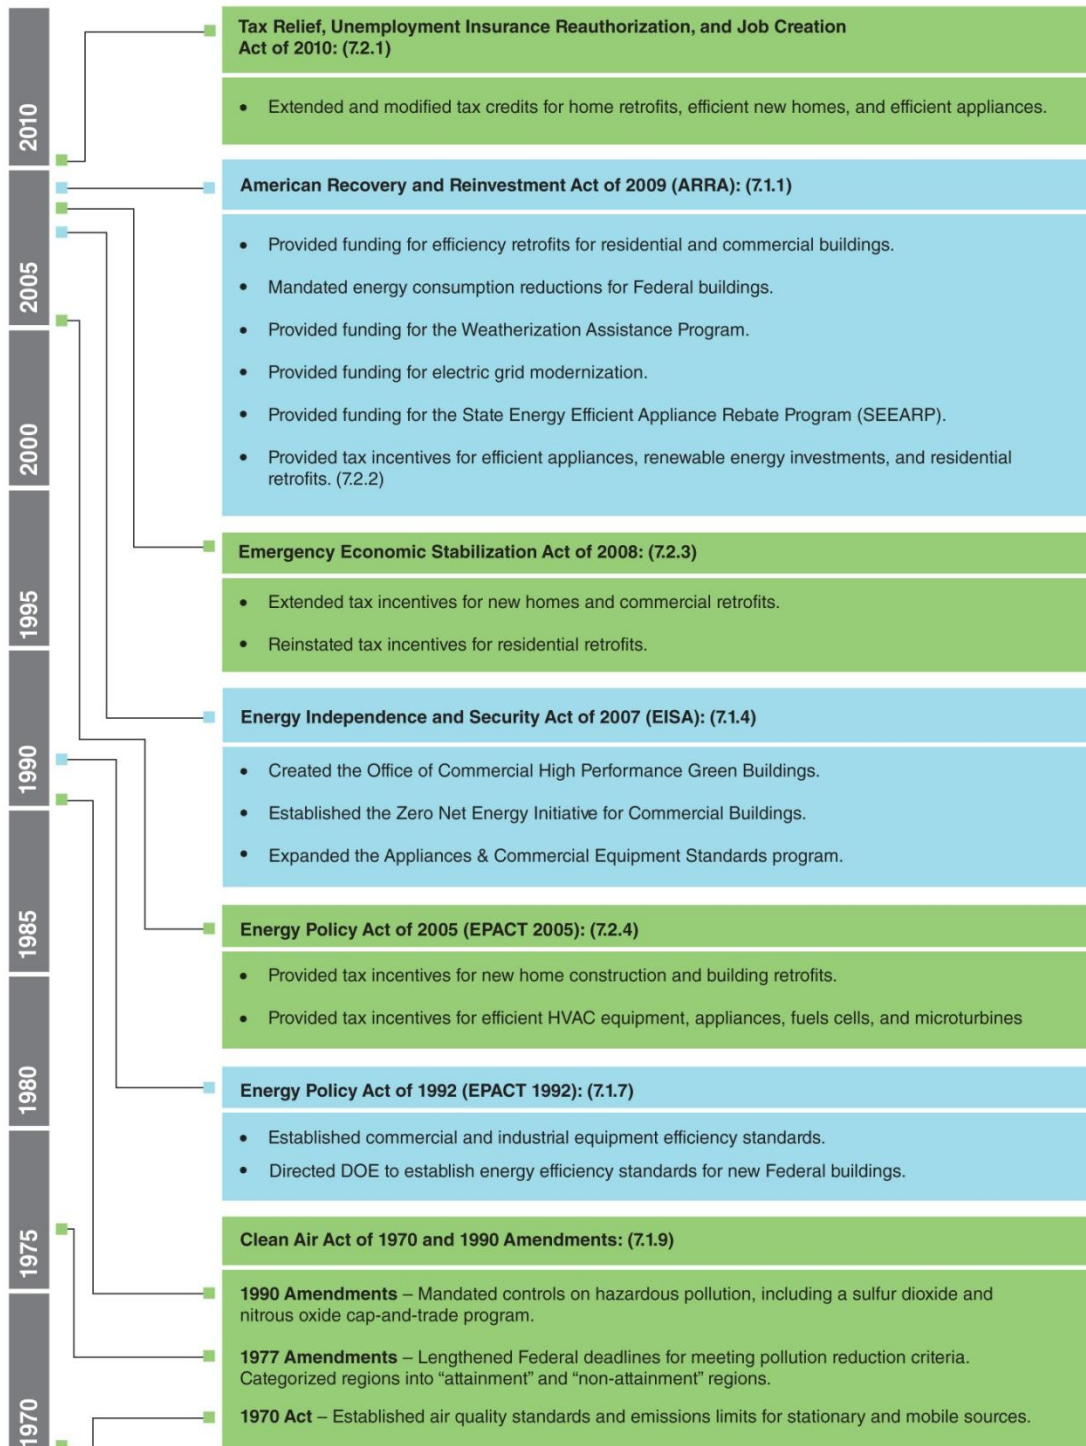 2010
Tax Relief, Unemployment Insurance Reauthorization, and Job Creation
Act of 2010: (7.2.1)
• Extended and modified tax credits for home retrofits, efficient new homes, and efficient appliances.
2005
American Recovery and Reinvestment Act of 2009 (ARRA): (7.1.1)
• Provided funding for efficiency retrofits for residential and commercial buildings.
• Mandated energy consumption reductions for Federal buildings.
• Provided funding for the Weatherization Assistance Program.
• Provided funding for electric grid modernization.
• Provided funding for the State Energy Efficient Appliance Rebate Program (SEEARP).
• Provided tax incentives for efficient appliances, renewable energy investments, and residential
retrofits. (7.2.2)
2000
1995
Emergency Economic Stabilization Act of 2008: (7.2.3)
• Extended tax incentives for new homes and commercial retrofits.
• Reinstated tax incentives for residential retrofits.
1990
Energy Independence and Security Act of 2007 (EISA): (7.1.4)
• Created the Office of Commercial High Performance Green Buildings.
• Established the Zero Net Energy Initiative for Commercial Buildings.
• Expanded the Appliances & Commercial Equipment Standards program.
1985
Energy Policy Act of 2005 (EPACT 2005): (7.2.4)
• Provided tax incentives for new home construction and building retrofits.
• Provided tax incentives for efficient HVAC equipment, appliances, fuels cells, and microturbines
1980
Energy Policy Act of 1992 (EPACT 1992): (7.1.7)
• Established commercial and industrial equipment efficiency standards.
• Directed DOE to establish energy efficiency standards for new Federal buildings.
1975
Clean Air Act of 1970 and 1990 Amendments: (7.1.9)
1990 Amendments – Mandated controls on hazardous pollution, including a sulfur dioxide and
nitrous oxide cap-and-trade program.
1977 Amendments – Lengthened Federal deadlines for meeting pollution reduction criteria.
Categorized regions into “attainment” and “non-attainment” regions.
1970
1970 Act – Established air quality standards and emissions limits for stationary and mobile sources.